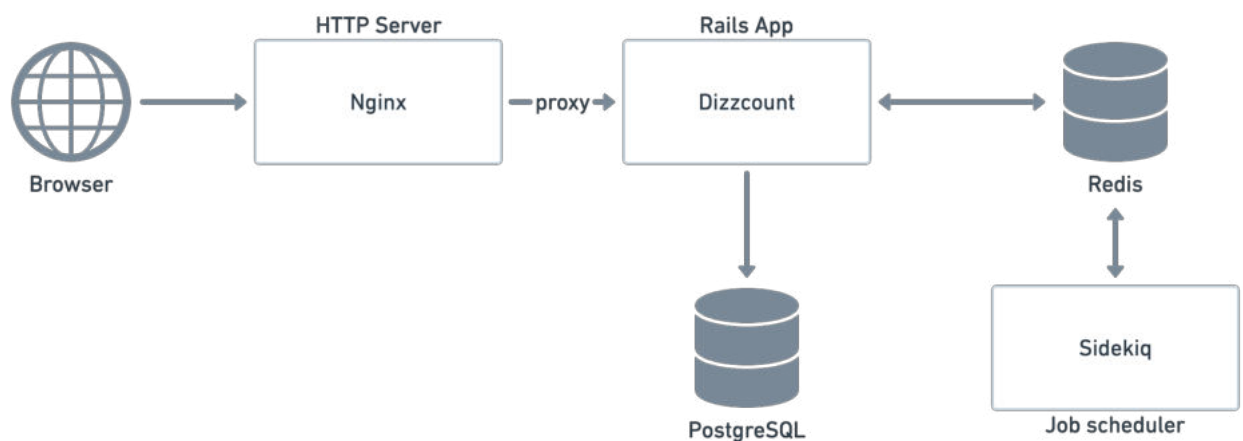 HTTP Server
Rails App
Nginx
proxy
Dizzcount
Browser
Redis
Sidekiq
PostgreSQL
Job scheduler